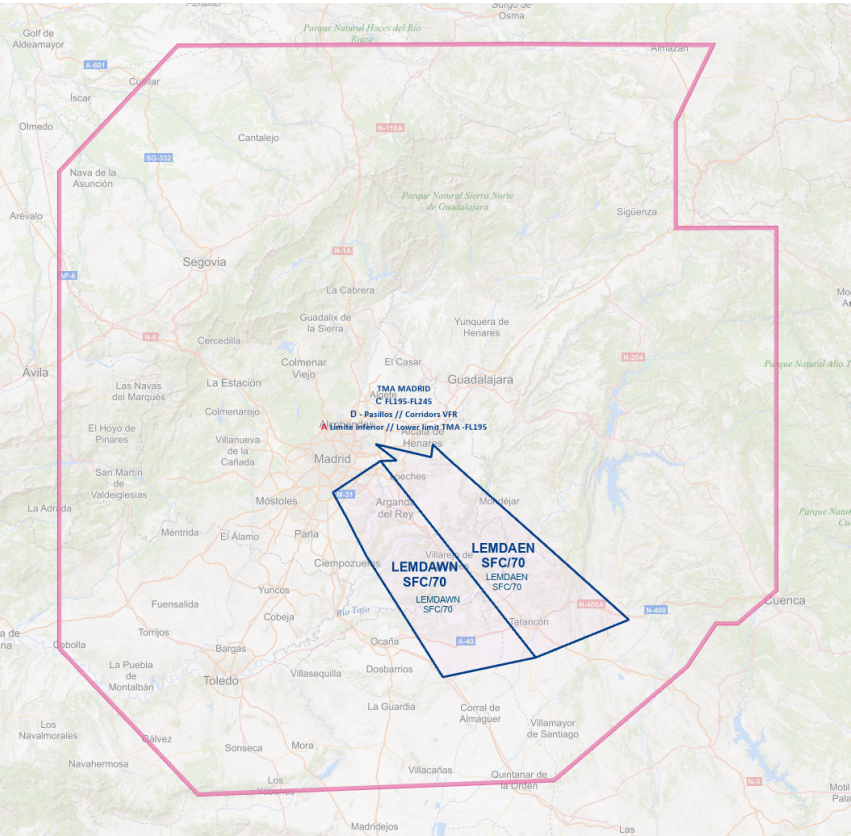 Burgo de
Osma
Golf de
Aldeamayor
Parque Natural Hoces del Río
Riaza
Almazán
A-601
Cuéllar
Íscar
Olmedo
N-110A
Cantalejo
SG-332
Nava de la
Asunción
Parque Natural Sierra Norte
de Guadalajara
Arévalo
Sigüenza
N-1A
Segovia
AP-6
La Cabrera
Guadalix de
la Sierra
Yunquera de
Henares
N-6
Cercedilla
N-204
Colmenar
Viejo
El Casar
Parque Natural Alto T
Ávila
Las Navas
del Marqués
La Estación
Guadalajara
TMA MADRID
Algete
C FL195-FL245
Colmenarejo
D - Pasillos // Corridors VFR
Alcobendas
A Límite inferior // Lower limit TMA -FL195
Alcalá de
Henares
El Hoyo de
Pinares
Villanueva
de la
Cañada
Madrid
San Martín
de
Valdeiglesias
Loeches
M-31
Móstoles
Arganda
del Rey
Mondéjar
La Adrada
Méntrida
El Álamo
Parla
LEMDAEN
SFC/70
LEMDAEN
SFC/70
Ciempozuelos
Villarejo de
LEMDAWN
SFC/70
LEMDAWN
SFC/70
Yuncos
Fuensalida
Cobeja
Río Tajo
N-400A
N-400
Cuenca
Tarancón
Torrijos
Cebolla
Bargas
Ocaña
A-40
La Puebla
de
Montalbán
Toledo
Villasequilla
Dosbarrios
La Guardia
Corral de
Almaguer
Villamayor
de Santiago
Los
Navalmorales
Gálvez
Sonseca
Mora
Navahermosa
Villacañas
Quintanar de
la Orden
Los
Yébenes
N-3
Motil
Pala
Madridejos
Las